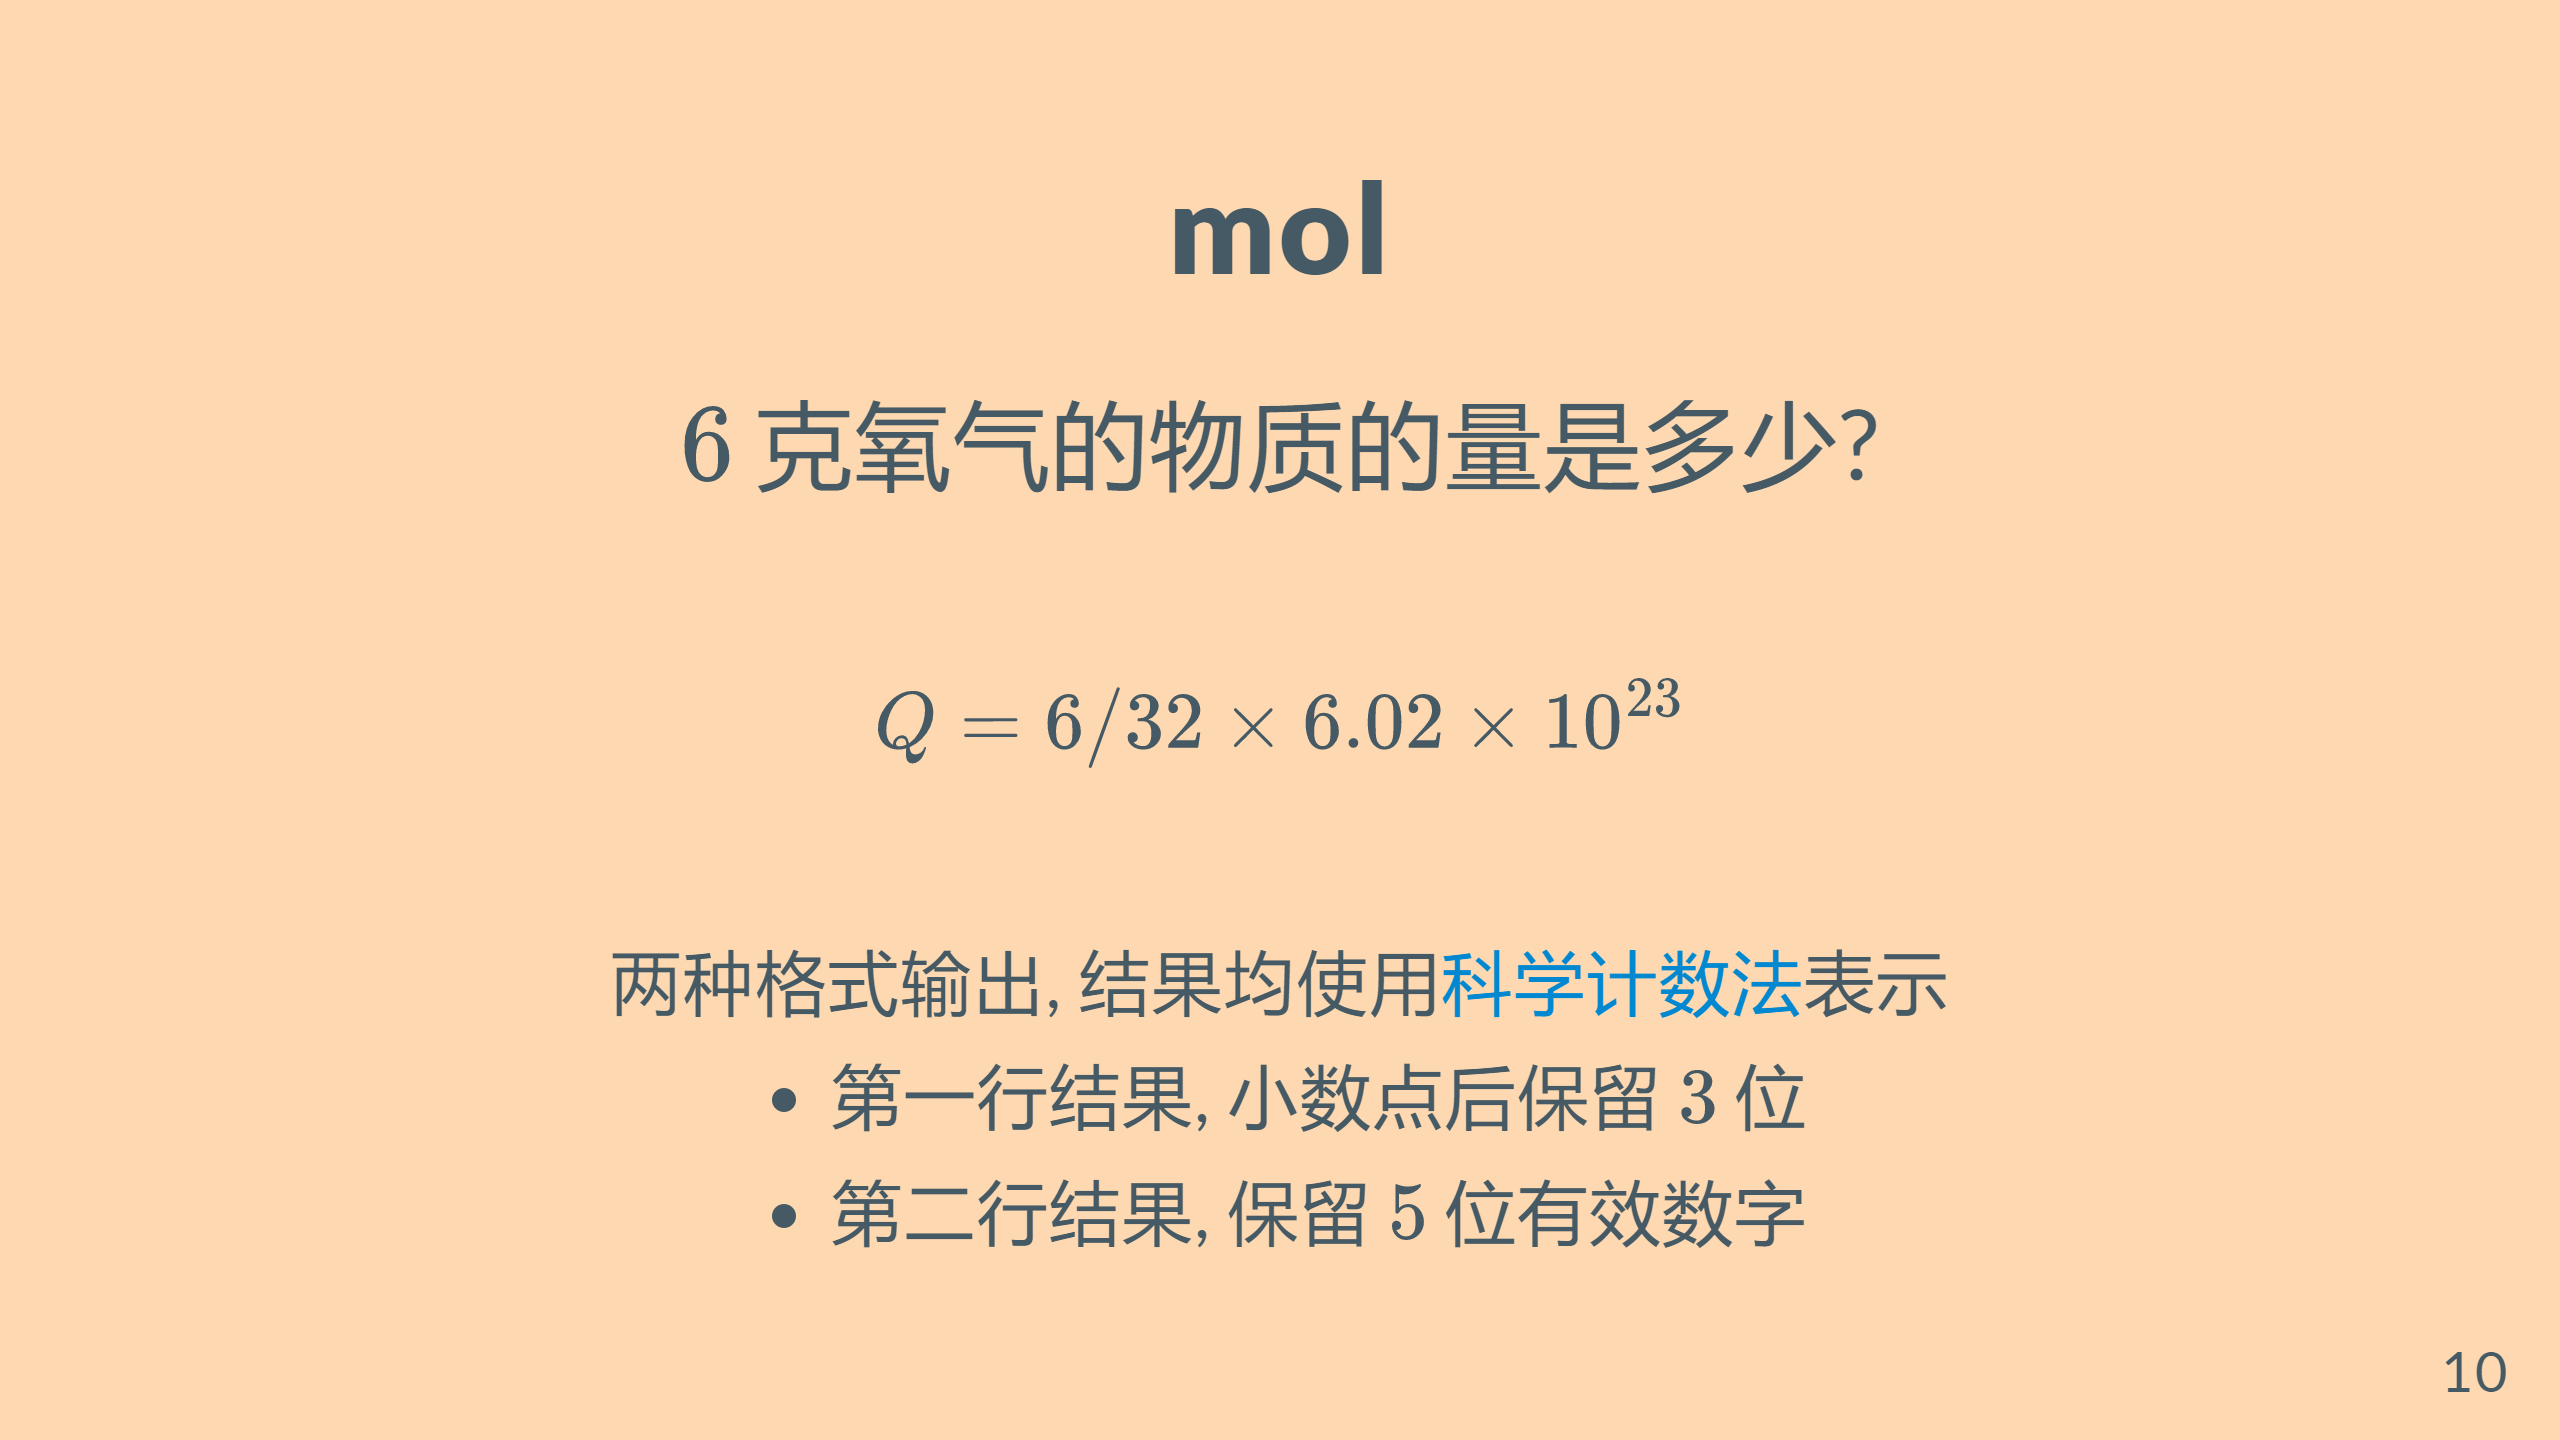 mol
6 克氧气的物质的量是多少?
Q = 6/32 × 6.02 × 10²³
两种格式输出, 结果均使用科学计数法表示
• 第一行结果, 小数点后保留 3 位
• 第二行结果, 保留 5 位有效数字
10